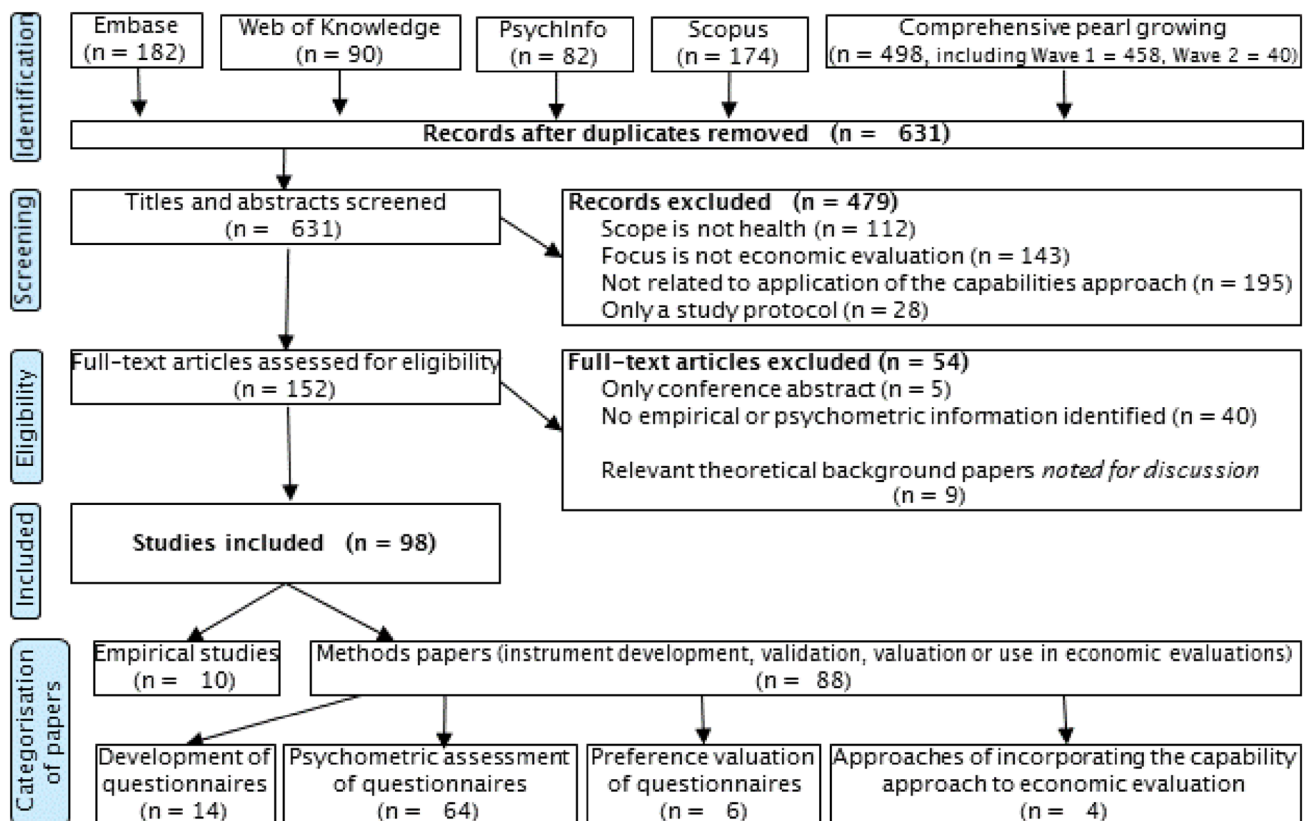 Identification
Embase
(n = 182)
Web of Knowledge
(n = 90)
PsychInfo
(n = 82)
Scopus
(n = 174)
Comprehensive pearl growing
(n = 498, including Wave 1 = 458, Wave 2 = 40)
Records after duplicates removed (n = 631)
Screening
Titles and abstracts screened
(n = 631)
Records excluded (n = 479)
Scope is not health (n = 112)
Focus is not economic evaluation (n = 143)
Not related to application of the capabilities approach (n = 195)
Only a study protocol (n = 28)
Eligibility
Full-text articles assessed for eligibility
(n = 152)
Full-text articles excluded (n = 54)
Only conference abstract (n = 5)
No empirical or psychometric information identified (n = 40)
Relevant theoretical background papers noted for discussion
(n = 9)
Included
Studies included (n = 98)
Categorisation
of papers
Empirical studies
(n = 10)
Methods papers (instrument development, validation, valuation or use in economic evaluations)
(n = 88)
Development of
questionnaires
(n = 14)
Psychometric assessment
of questionnaires
(n = 64)
Preference valuation
of questionnaires
(n = 6)
Approaches of incorporating the capability
approach to economic evaluation
(n = 4)